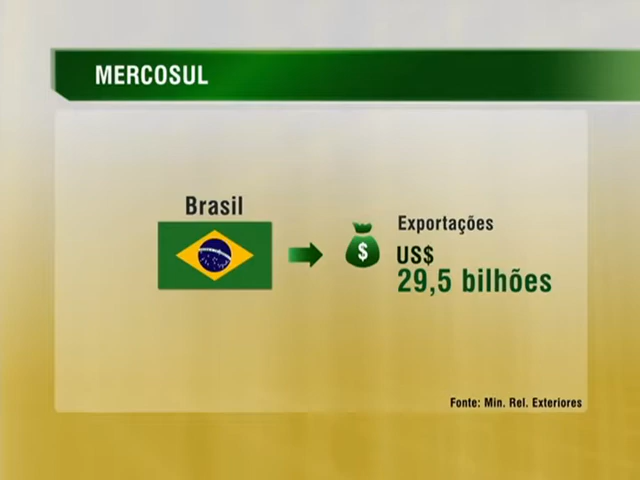 MERCOSUL
Brasil
$
Exportações
US$
29,5 bilhões
Fonte: Min. Rel. Exteriores